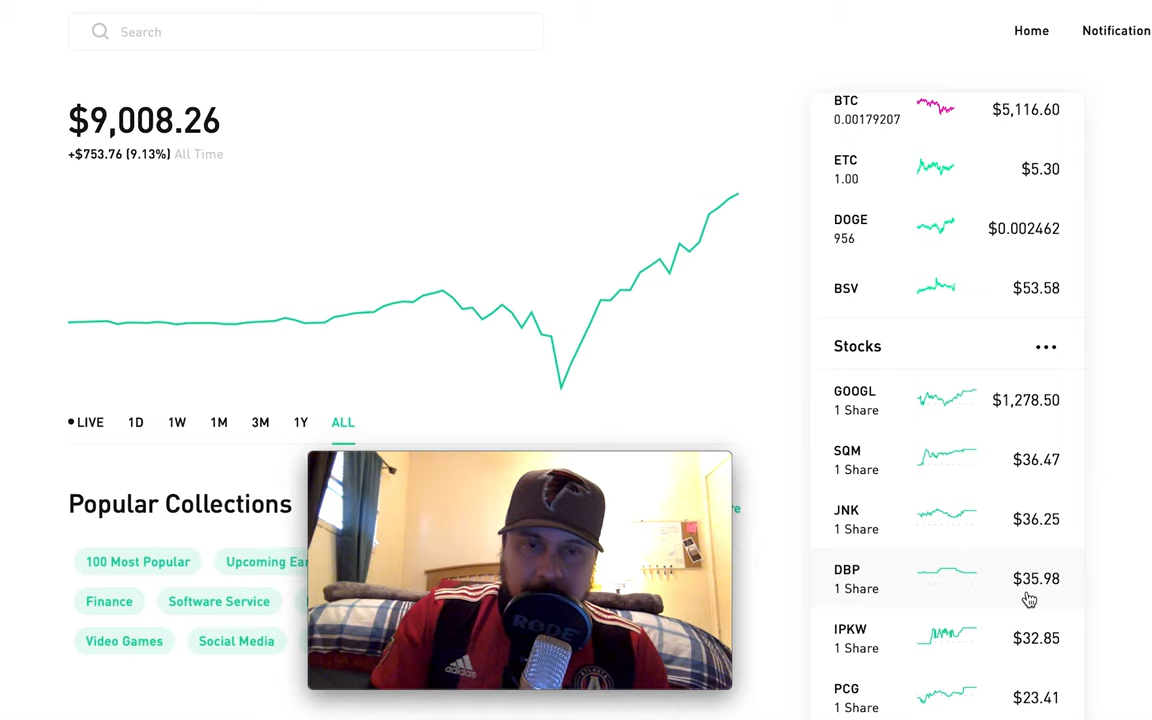 Search
Home
Notification
$9,008.26
+$753.76 (9.13%) All Time
LIVE 1D 1W 1M 3M 1Y ALL
Popular Collections
100 Most Popular
Upcoming Ear
Finance
Software Service
Video Games
Social Media
BTC
0.00179207
$5,116.60
ETC
1.00
$5.30
DOGE
956
$0.002462
BSV
$53.58
Stocks
GOOGL
1 Share
$1,278.50
SQM
1 Share
$36.47
JNK
1 Share
$36.25
DBP
1 Share
$35.98
IPKW
1 Share
$32.85
PCG
1 Share
$23.41
RODE
adidas